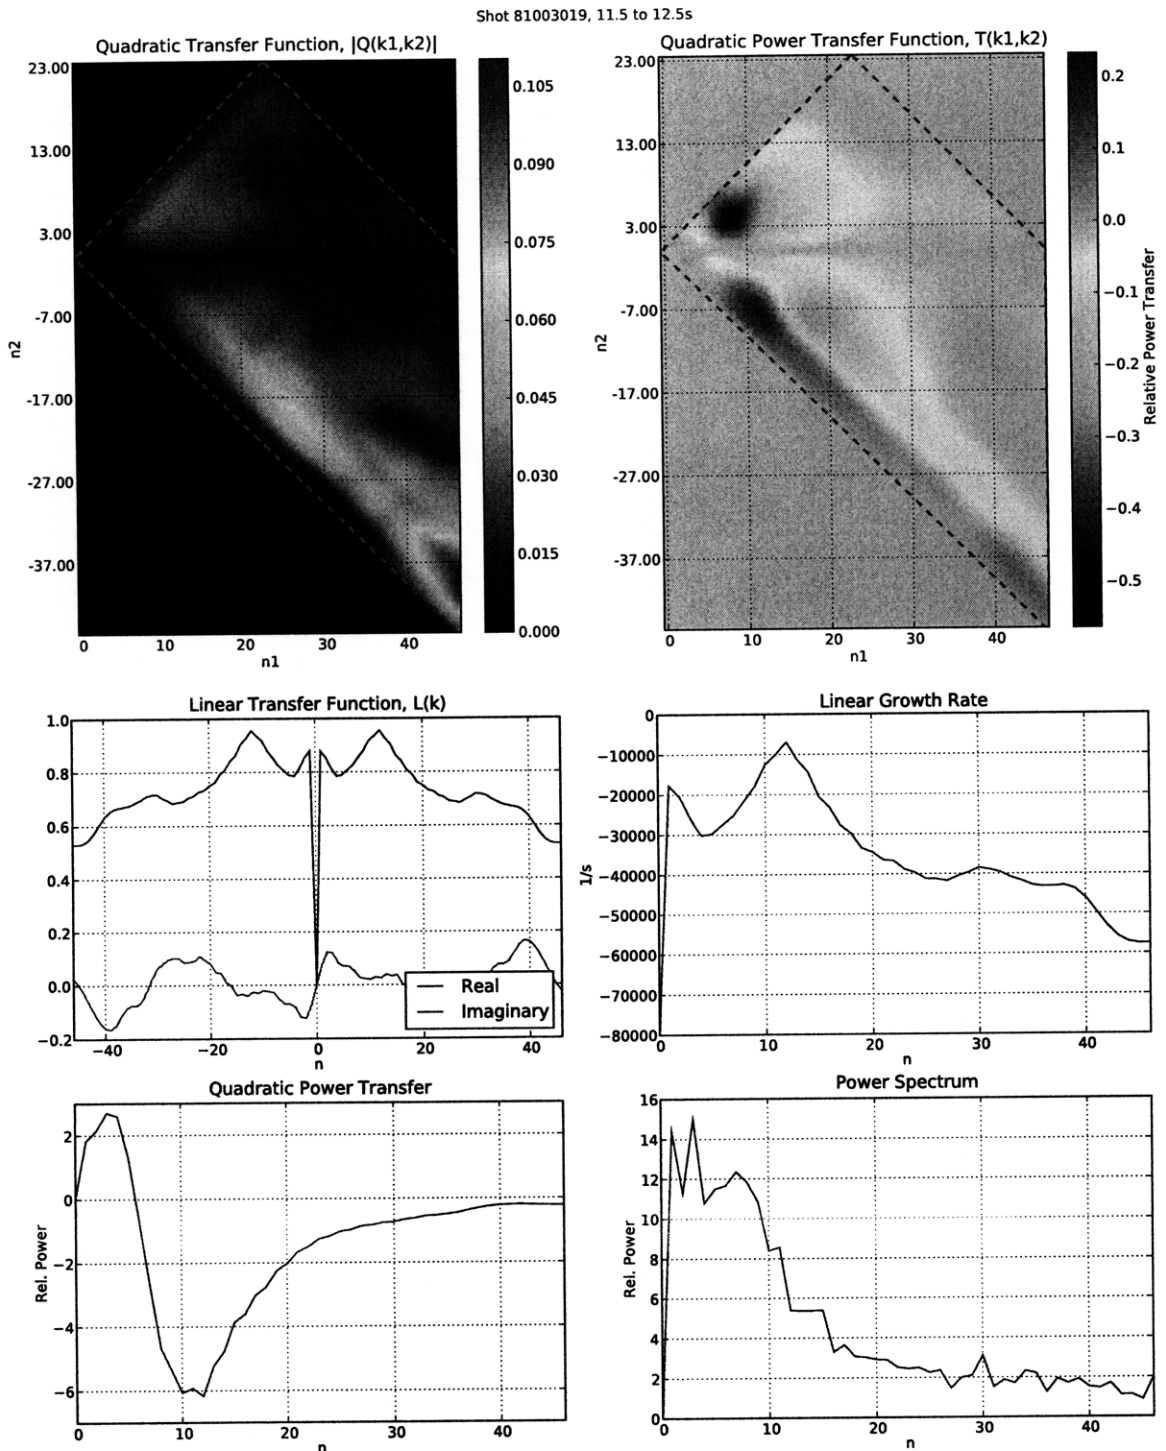 Shot 81003019, 11.5 to 12.5s
Quadratic Transfer Function, |Q(k1,k2)|
23.00
13.00
3.00
-7.00
-17.00
-27.00
-37.00
n2
0 10 20 30 40
n1
0.105
0.090
0.075
0.060
0.045
0.030
0.015
0.000
Quadratic Power Transfer Function, T(k1,k2)
23.00
13.00
3.00
-7.00
-17.00
-27.00
-37.00
n2
0 10 20 30 40
n1
0.2
0.1
0.0
−0.1
−0.2
−0.3
−0.4
−0.5
Relative Power Transfer
Linear Transfer Function, L(k)
1.0
0.8
0.6
0.4
0.2
0.0
−0.2
−40 −20 0 20 40
n
Real
Imaginary
Linear Growth Rate
0
−10000
−20000
−30000
−40000
−50000
−60000
−70000
−80000
1/s
0 10 20 30 40
n
Quadratic Power Transfer
2
0
−2
−4
−6
Rel. Power
0 10 20 30 40
n
Power Spectrum
16
14
12
10
8
6
4
2
0
Rel. Power
0 10 20 30 40
n